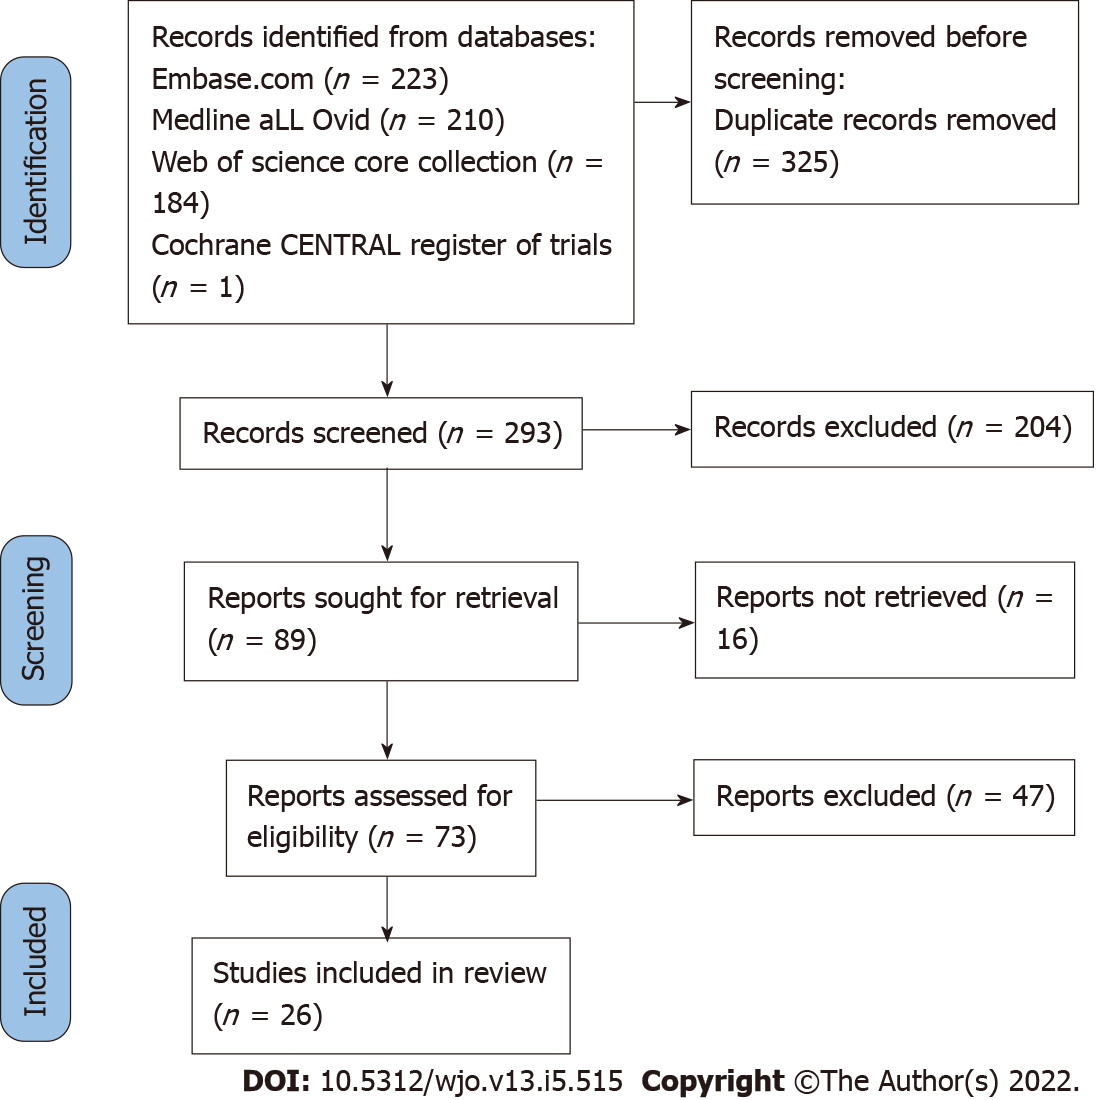 Identification
Records identified from databases:
Embase.com (n = 223)
Medline aLL Ovid (n = 210)
Web of science core collection (n =
184)
Cochrane CENTRAL register of trials
(n = 1)
Records removed before
screening:
Duplicate records removed
(n = 325)
Records screened (n = 293)
Records excluded (n = 204)
Screening
Reports sought for retrieval
(n = 89)
Reports not retrieved (n =
16)
Reports assessed for
eligibility (n = 73)
Reports excluded (n = 47)
Included
Studies included in review
(n = 26)
DOI: 10.5312/wjo.v13.i5.515 Copyright ©The Author(s) 2022.